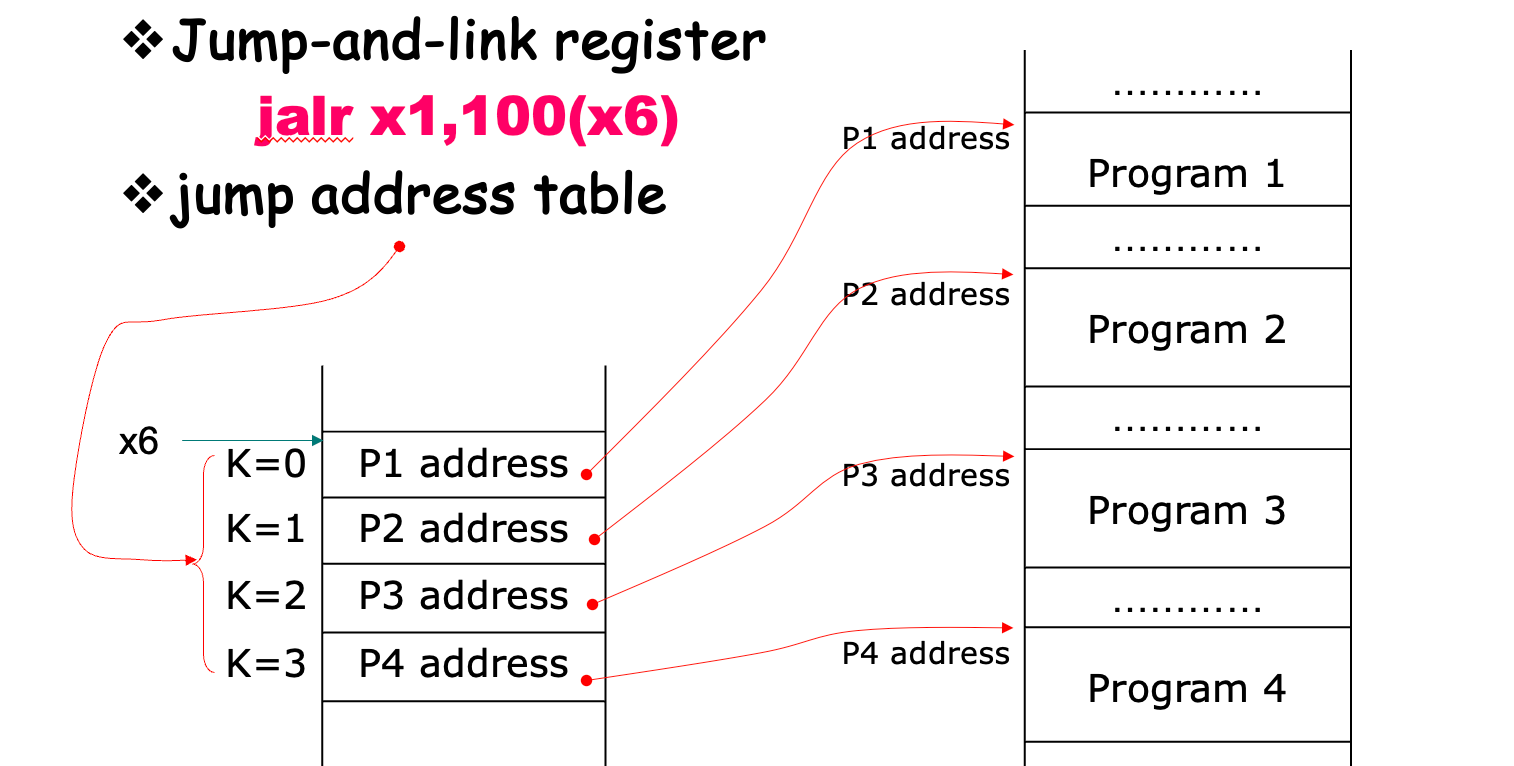 ❖Jump-and-link register
jalr x1,100(x6)
❖jump address table
x6
K=0 P1 address
K=1 P2 address
K=2 P3 address
K=3 P4 address
............
P1 address
Program 1
............
P2 address
Program 2
............
P3 address
Program 3
............
P4 address
Program 4